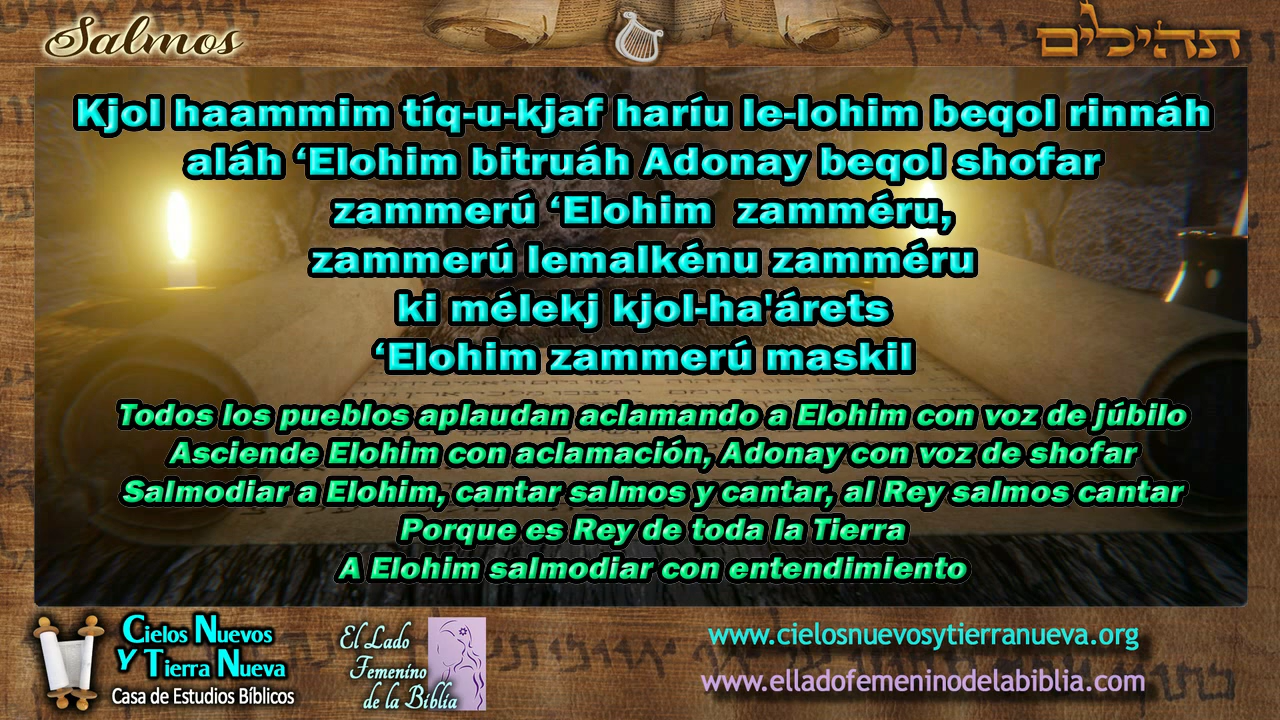 Salmos
תהילים
Kjol haammim tíq-u-kjaf haríu le-lohim beqol rinnáh
aláh ‘Elohim bitruáh Adonay beqol shofar
zammerú ‘Elohim zamméru,
zammerú lemalkénu zamméru
ki mélekj kjol-ha'árets
‘Elohim zammerú maskil
Todos los pueblos aplaudan aclamando a Elohim con voz de júbilo
Asciende Elohim con aclamación, Adonay con voz de shofar
Salmodiar a Elohim, cantar salmos y cantar, al Rey salmos cantar
Porque es Rey de toda la Tierra
A Elohim salmodiar con entendimiento
Cielos Nuevos
Y Tierra Nueva
Casa de Estudios Bíblicos
El Lado
Femenino
de la Biblia
www.cielosnuevosytierranueva.org
www.elladofemeninodelabiblia.com